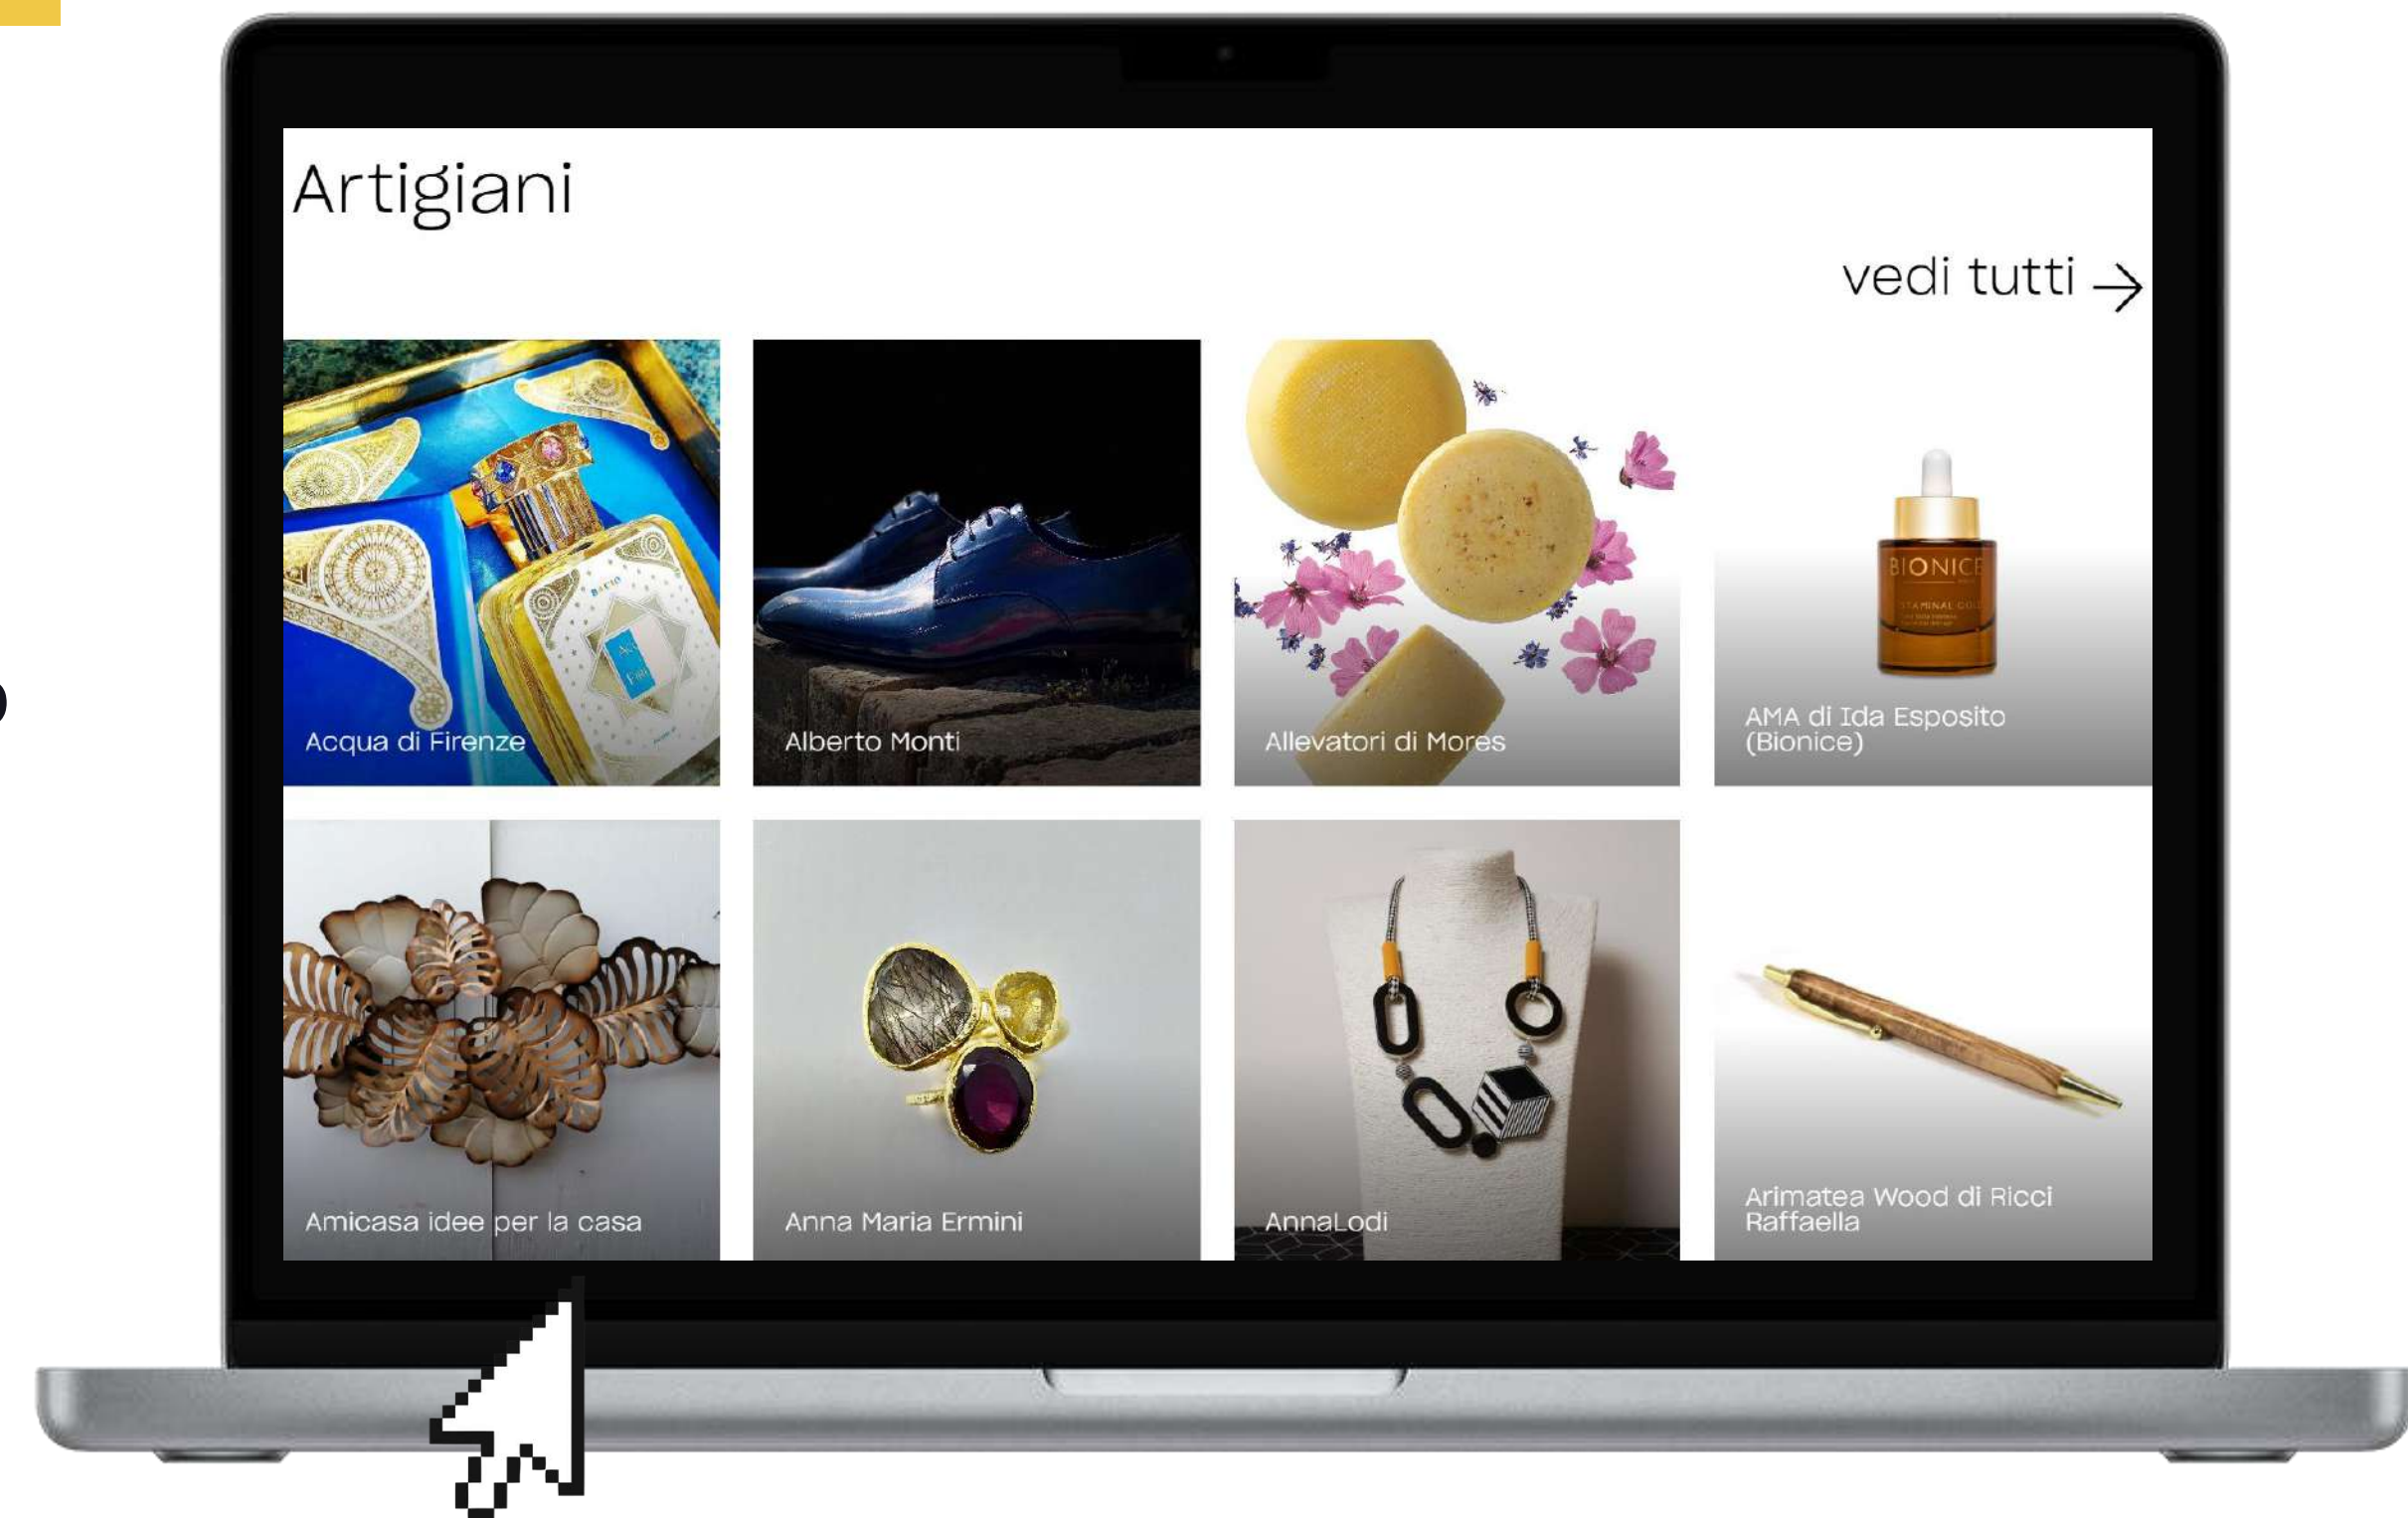 Artigiani
vedi tutti →
Acqua di Firenze
Alberto Monti
Allevatori di Mores
BIONICE
AMA di Ida Esposito
(Bionice)
Amicasa idee per la casa
Anna Maria Ermini
AnnaLodi
Arimatea Wood di Ricci
Raffaella